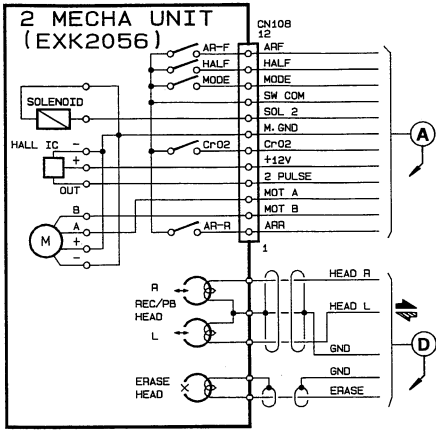 2 MECHA UNIT
(EXK2056)
CN108
12
AR-F
ARF
HALF
HALF
MODE
MODE
SW COM
SOLENOID
SOL 2
M. GND
A
HALL IC
-
CrO2
CrO2
+
+12V
OUT
2 PULSE
MOT A
B
MOT B
A
M
AR-R
ARR
+
-
1
R
HEAD R
REC/PB
HEAD
HEAD L
L
GND
D
GND
ERASE
HEAD
ERASE